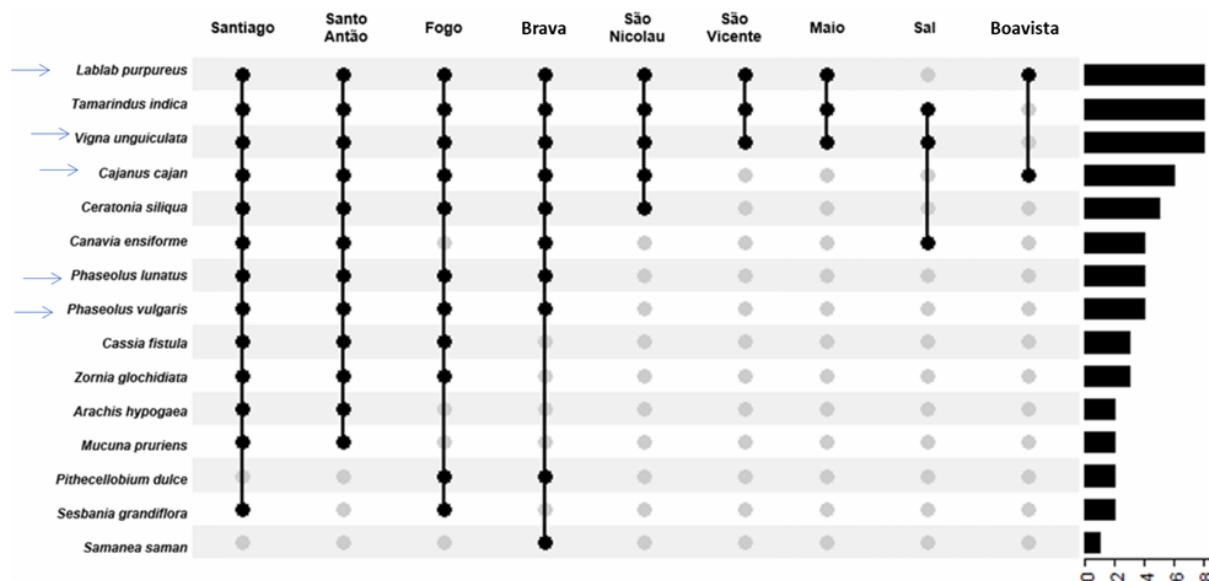 Santiago
Santo
Antão
Fogo
Brava
São
Nicolau
São
Vicente
Maio
Sal
Boavista
Lablab purpureus
Tamarindus indica
Vigna unguiculata
Cajanus cajan
Ceratonia siliqua
Canavia ensiforme
Phaseolus lunatus
Phaseolus vulgaris
Cassia fistula
Zornia glochidiata
Arachis hypogaea
Mucuna pruriens
Pithecellobium dulce
Sesbania grandiflora
Samanea saman
0 2 4 6 8